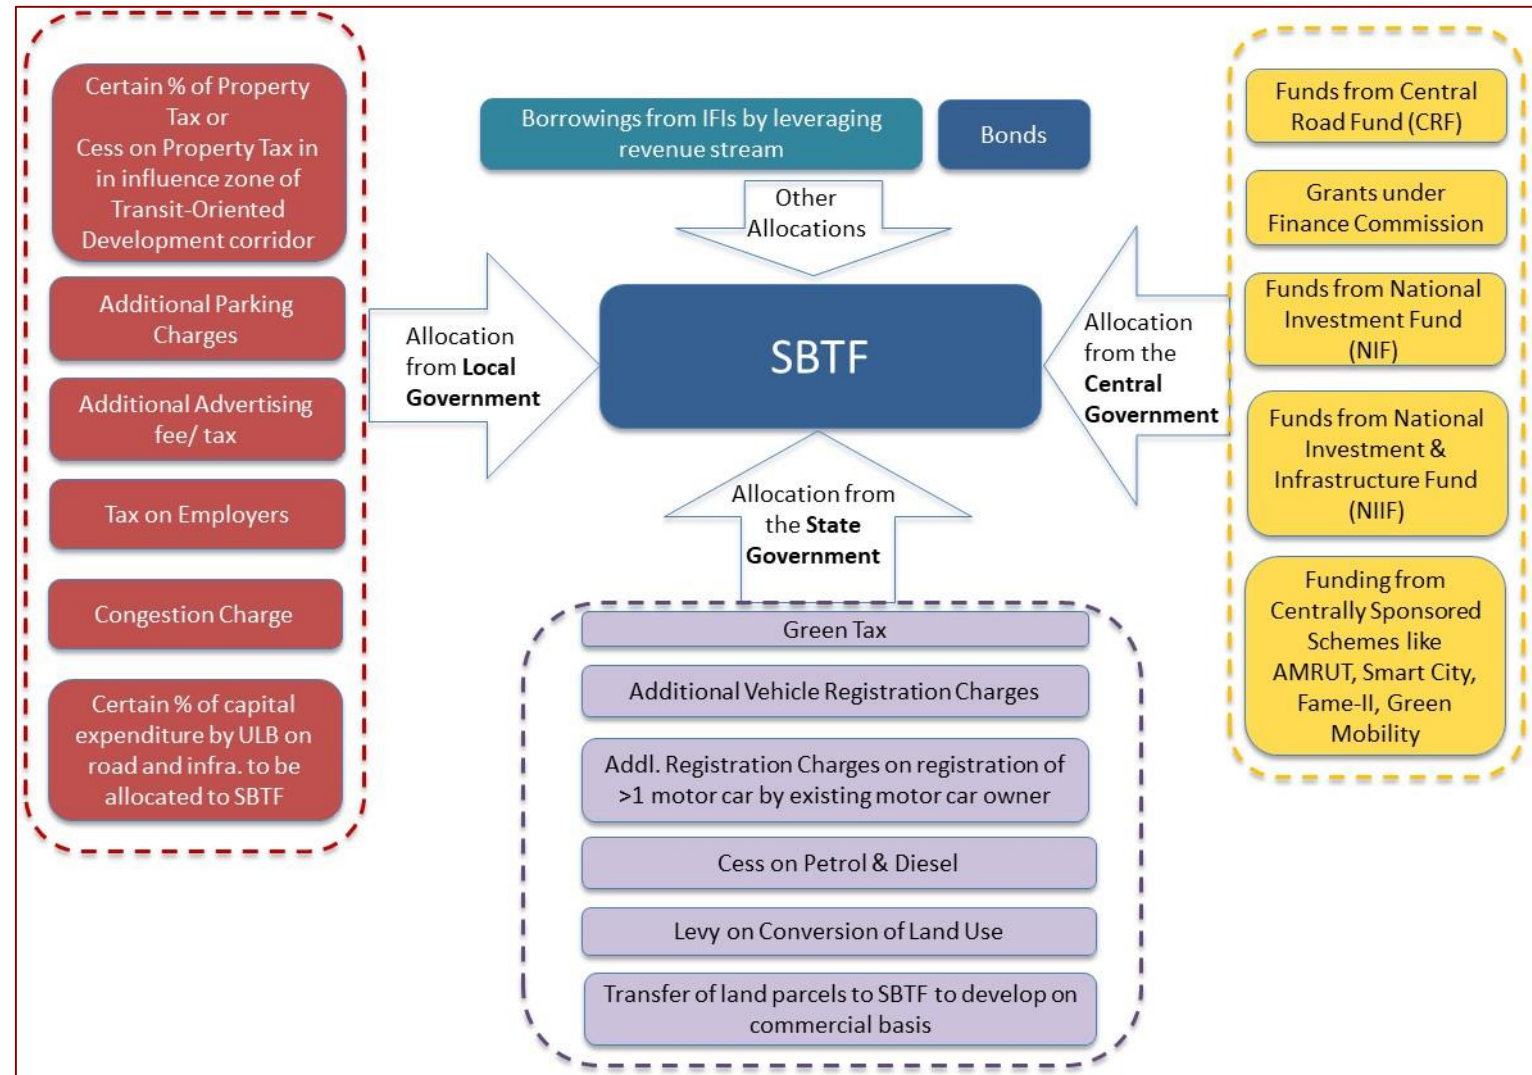 Certain % of Property
Tax or
Cess on Property Tax in
in influence zone of
Transit-Oriented
Development corridor
Additional Parking
Charges
Additional Advertising
fee/ tax
Tax on Employers
Congestion Charge
Certain % of capital
expenditure by ULB on
road and infra. to be
allocated to SBTF
Allocation
from Local
Government
Borrowings from IFIs by leveraging
revenue stream
Bonds
Other
Allocations
SBTF
Allocation from
the State
Government
Green Tax
Additional Vehicle Registration Charges
Addl. Registration Charges on registration of
>1 motor car by existing motor car owner
Cess on Petrol & Diesel
Levy on Conversion of Land Use
Transfer of land parcels to SBTF to develop on
commercial basis
Allocation
from the
Central
Government
Funds from Central
Road Fund (CRF)
Grants under
Finance Commission
Funds from National
Investment Fund
(NIF)
Funds from National
Investment &
Infrastructure Fund
(NIIF)
Funding from
Centrally Sponsored
Schemes like
AMRUT, Smart City,
Fame-II, Green
Mobility